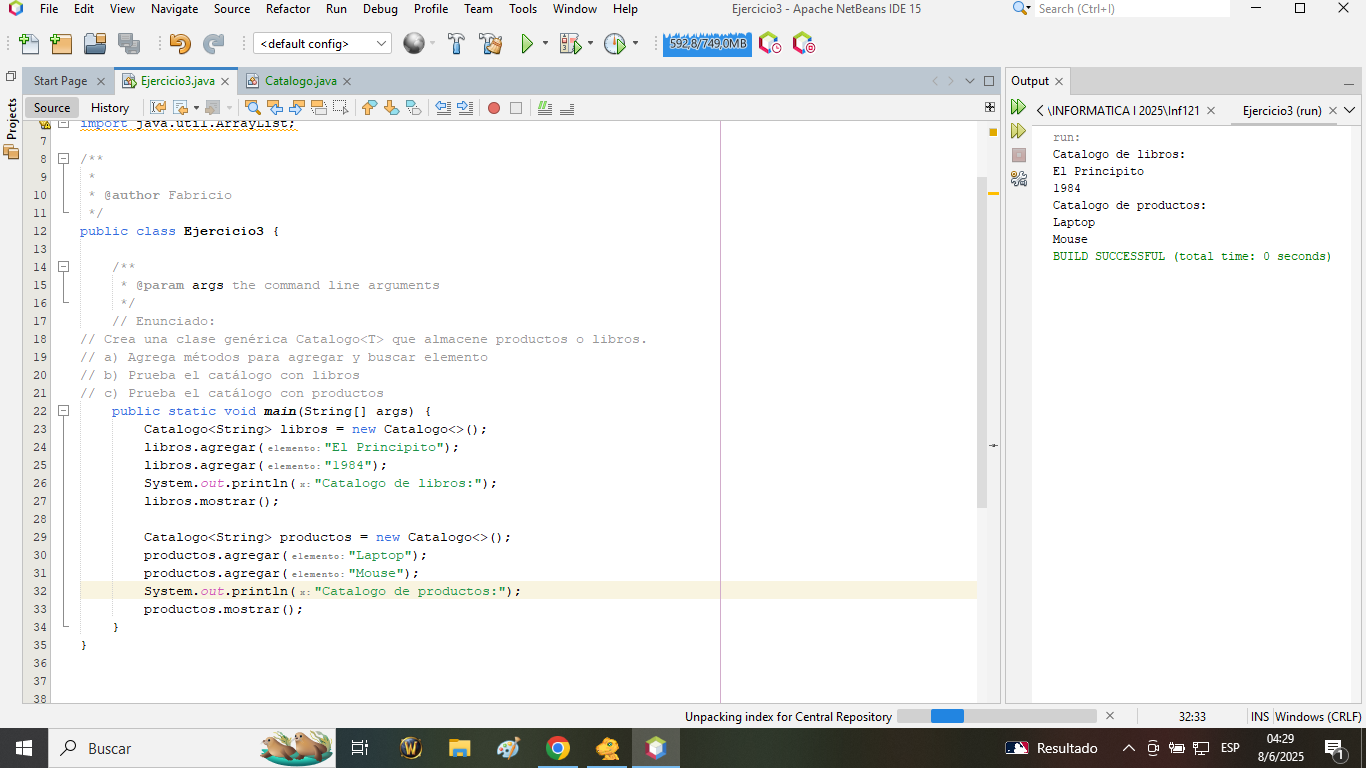 File Edit View Navigate Source Refactor Run Debug Profile Team Tools Window Help
Ejercicio3 - Apache NetBeans IDE 15
Search (Ctrl+I)
<default config>
592,8/749,0MB
Projects
Start Page
Ejercicio3.java
Catalogo.java
Source History
import java.util.ArrayList;
7
8 /**
9 *
10 * @author Fabricio
11 */
12 public class Ejercicio3 {
13
14 /**
15 * @param args the command line arguments
16 */
17 // Enunciado:
18 // Crea una clase genérica Catalogo<T> que almacene productos o libros.
19 // a) Agrega métodos para agregar y buscar elemento
20 // b) Prueba el catálogo con libros
21 // c) Prueba el catálogo con productos
22 public static void main(String[] args) {
23 Catalogo<String> libros = new Catalogo<>();
24 libros.agregar( elemento: "El Principito");
25 libros.agregar( elemento: "1984");
26 System.out.println( x: "Catalogo de libros:");
27 libros.mostrar();
28
29 Catalogo<String> productos = new Catalogo<>();
30 productos.agregar( elemento: "Laptop");
31 productos.agregar( elemento: "Mouse");
32 System.out.println( x: "Catalogo de productos:");
33 productos.mostrar();
34 }
35 }
36
37
38
Output
\INFORMATICA I 2025\Inf121
Ejercicio3 (run)
run:
Catalogo de libros:
El Principito
1984
Catalogo de productos:
Laptop
Mouse
BUILD SUCCESSFUL (total time: 0 seconds)
Unpacking index for Central Repository
32:33
INS
Windows (CRLF)
Buscar
Resultado
ESP
04:29
8/6/2025
1